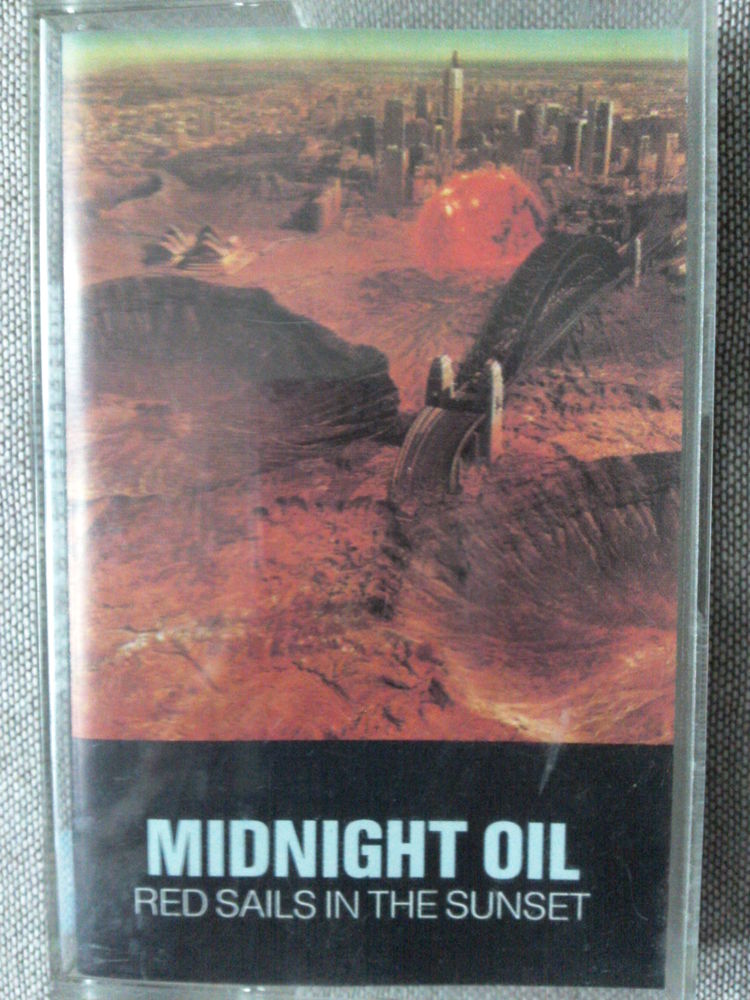 MIDNIGHT OIL
RED SAILS IN THE SUNSET